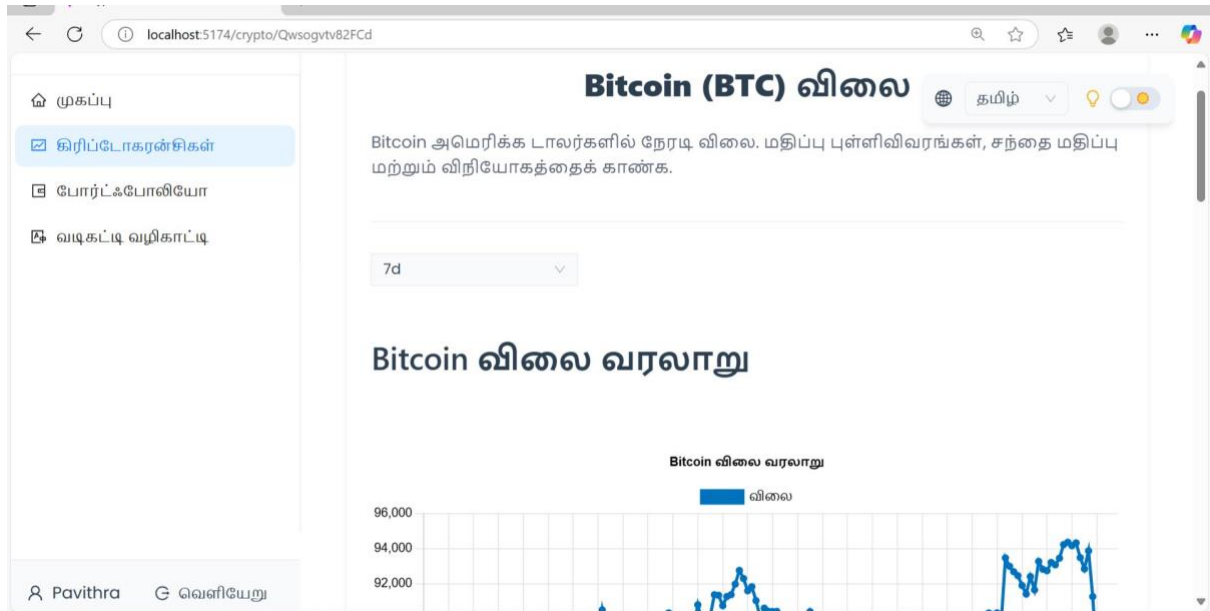 localhost:5174/crypto/Qwsogvtv82FCd
முகப்பு
கிரிப்டோகரன்சிகள்
போர்ட்ஃபோலியோ
வடிகட்டி வழிகாட்டி
Pavithra
வெளியேறு
Bitcoin (BTC) விலை
தமிழ்
Bitcoin அமெரிக்க டாலர்களில் நேரடி விலை. மதிப்பு புள்ளிவிவரங்கள், சந்தை மதிப்பு
மற்றும் விநியோகத்தைக் காண்க.
7d
Bitcoin விலை வரலாறு
Bitcoin விலை வரலாறு
விலை
96,000
94,000
92,000